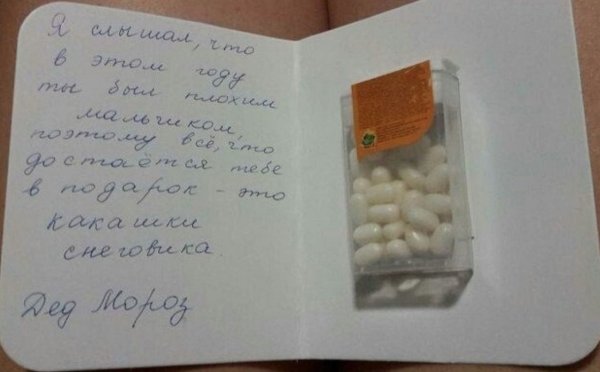 Я слышал, что
в этом году
ты был плохим
мальчиком,
поэтому всё, что
достаётся тебе
в подарок - это
какашки
снеговика.
Дед Мороз